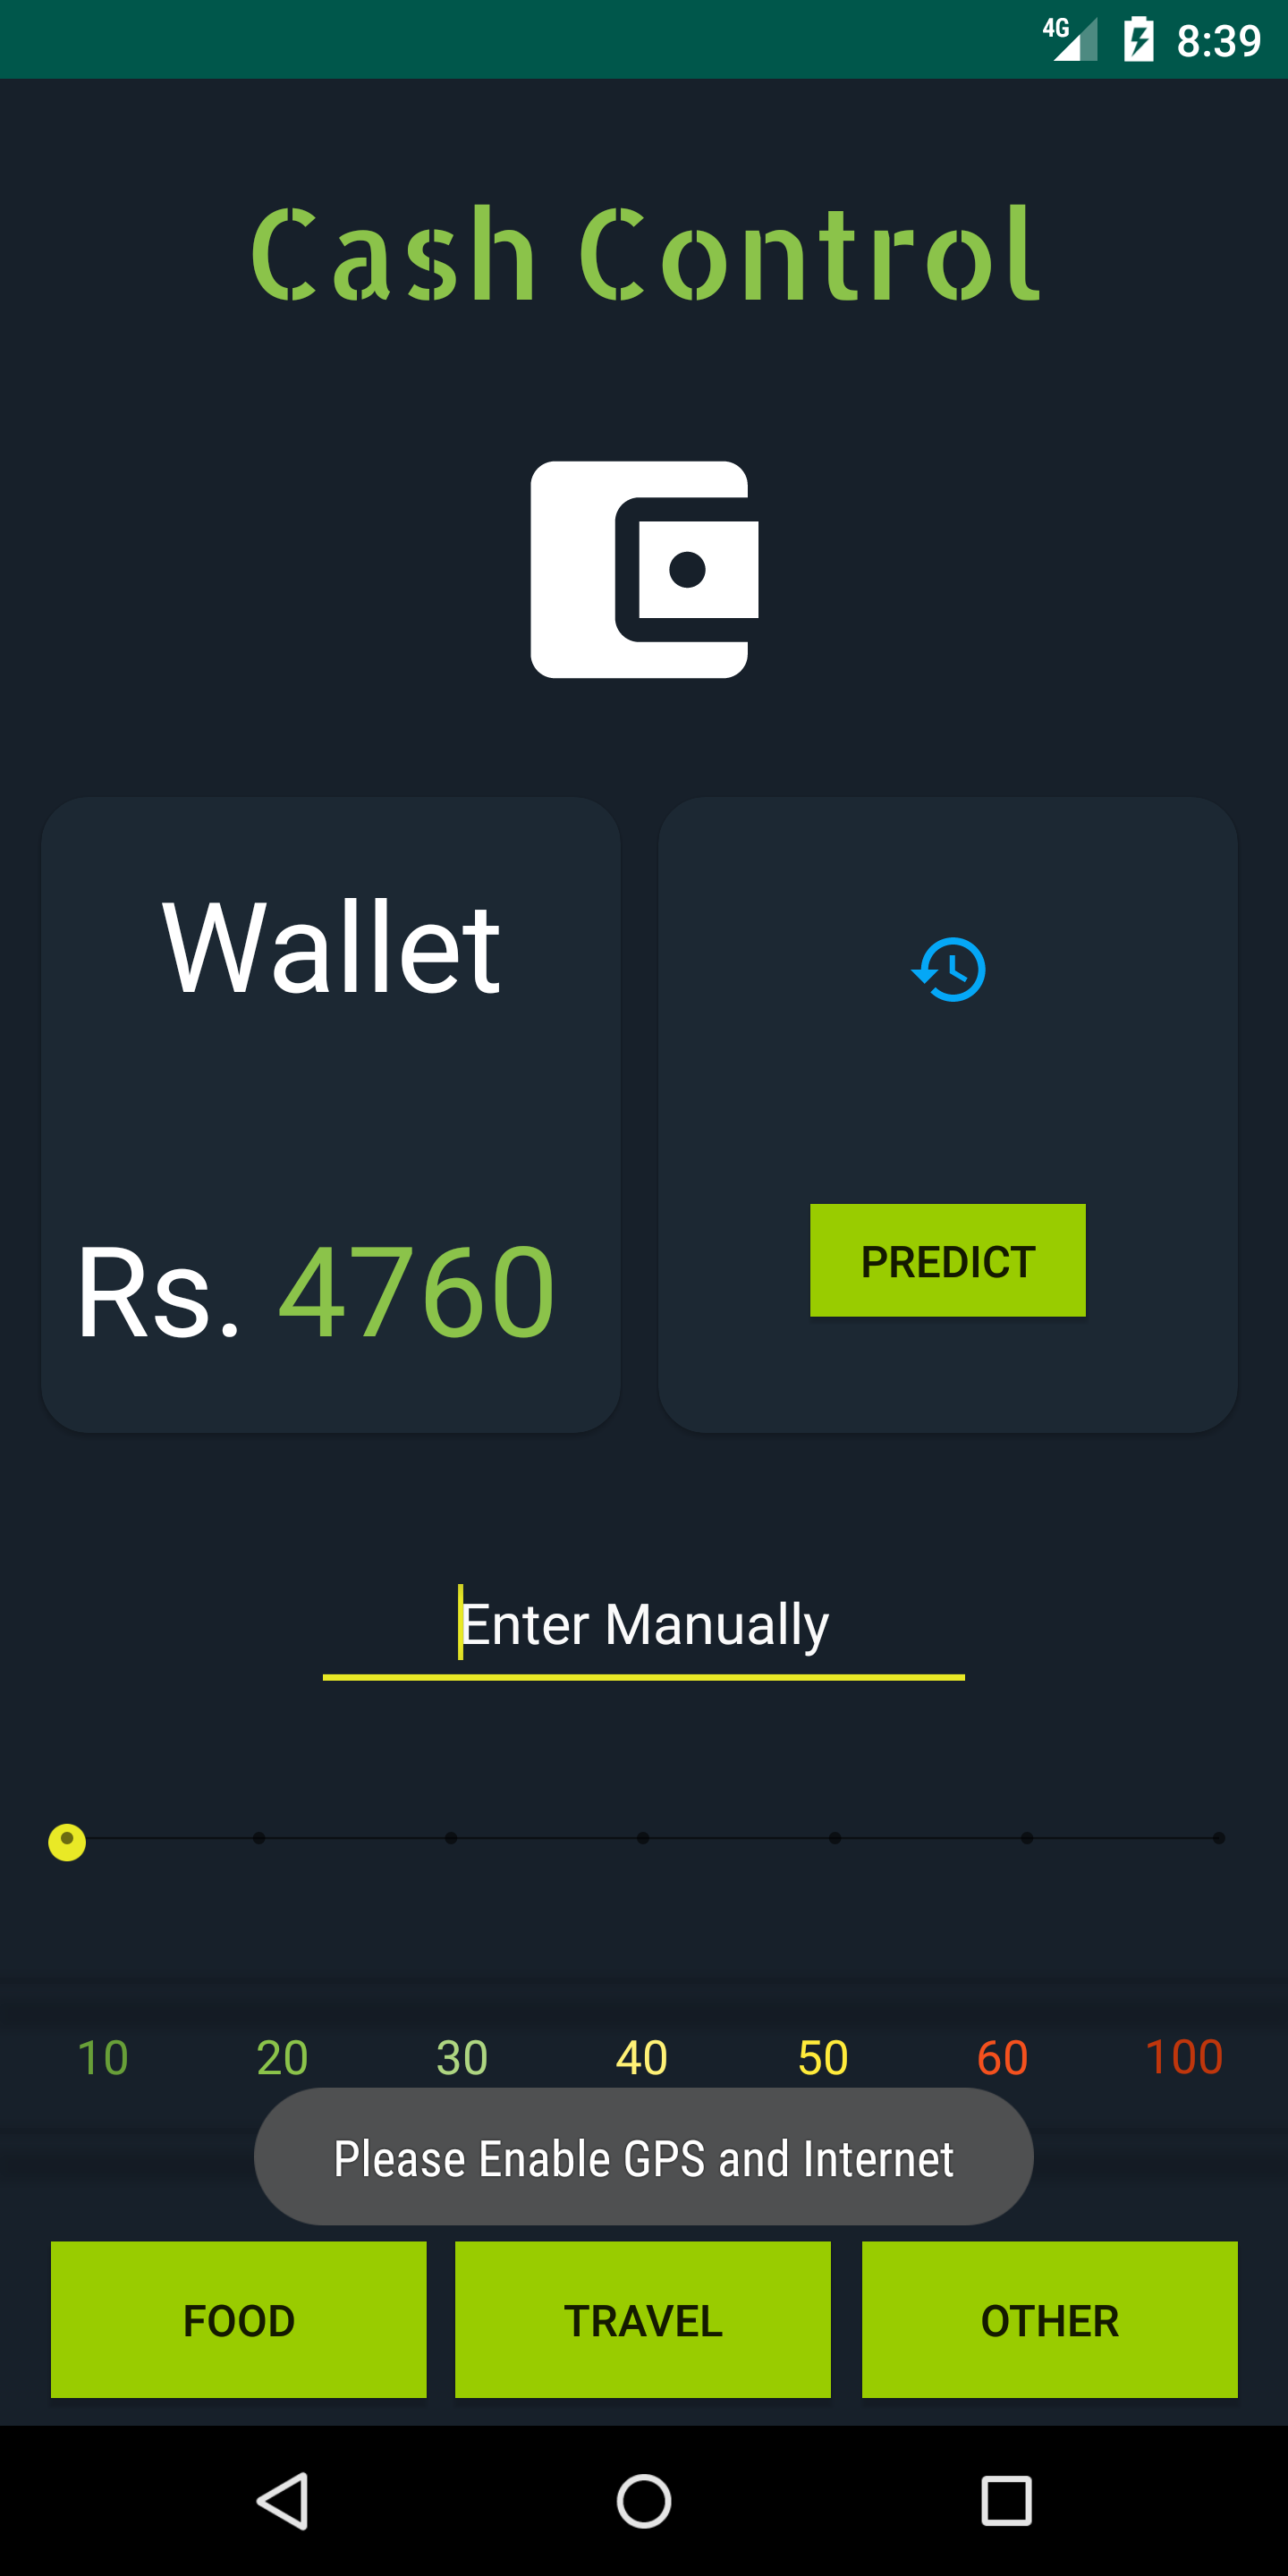 4G 8:39
Cash Control
Wallet
Rs. 4760
PREDICT
Enter Manually
10 20 30 40 50 60 100
Please Enable GPS and Internet
FOOD TRAVEL OTHER